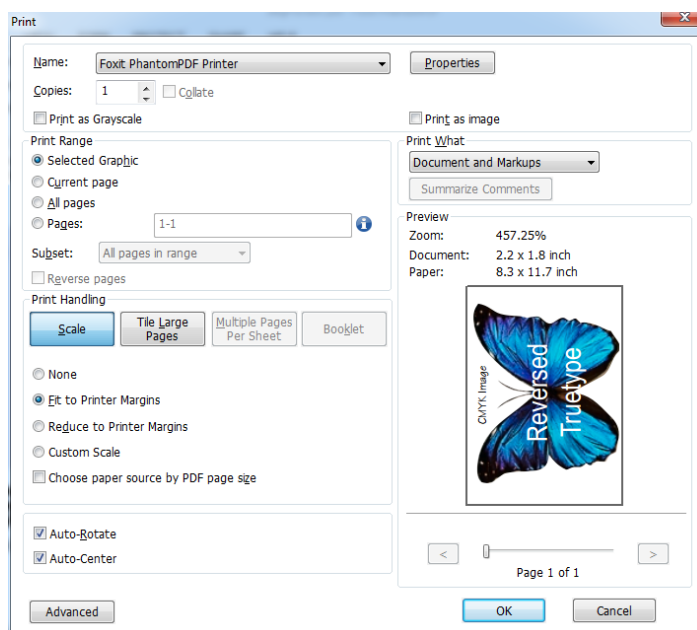 Print
Name: Foxit PhantomPDF Printer Properties
Copies: 1 Collate
Print as Grayscale Print as image
Print Range
Selected Graphic
Current page
All pages
Pages: 1-1
Subset: All pages in range
Reverse pages
Print Handling
Scale Tile Large Pages Multiple Pages Per Sheet Booklet
None
Fit to Printer Margins
Reduce to Printer Margins
Custom Scale
Choose paper source by PDF page size
Auto-Rotate
Auto-Center
Print What
Document and Markups
Summarize Comments
Preview
Zoom: 457.25%
Document: 2.2 x 1.8 inch
Paper: 8.3 x 11.7 inch
CMYK Image
Reversed
Truetype
< >
Page 1 of 1
Advanced OK Cancel